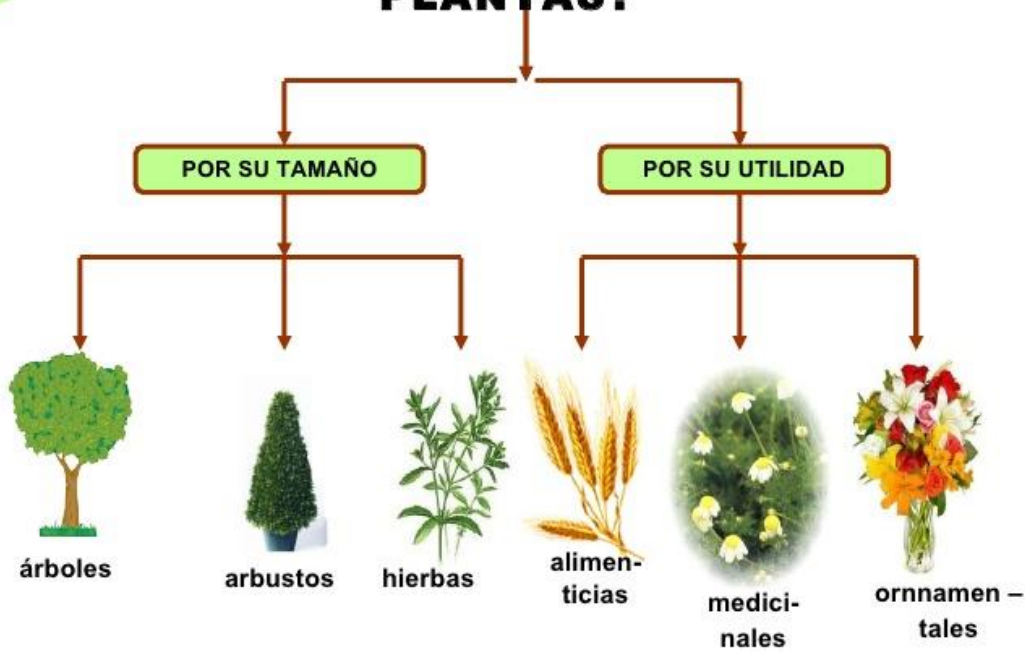 PLANTAS?
POR SU TAMAÑO
POR SU UTILIDAD
árboles
arbustos
hierbas
alimen-
ticias
medici-
nales
ornnamen –
tales